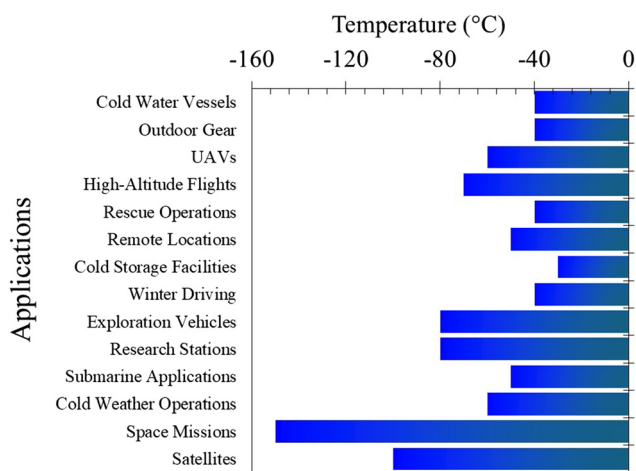 Temperature (°C)
-160 -120 -80 -40 0
Applications
Cold Water Vessels
Outdoor Gear
UAVs
High-Altitude Flights
Rescue Operations
Remote Locations
Cold Storage Facilities
Winter Driving
Exploration Vehicles
Research Stations
Submarine Applications
Cold Weather Operations
Space Missions
Satellites